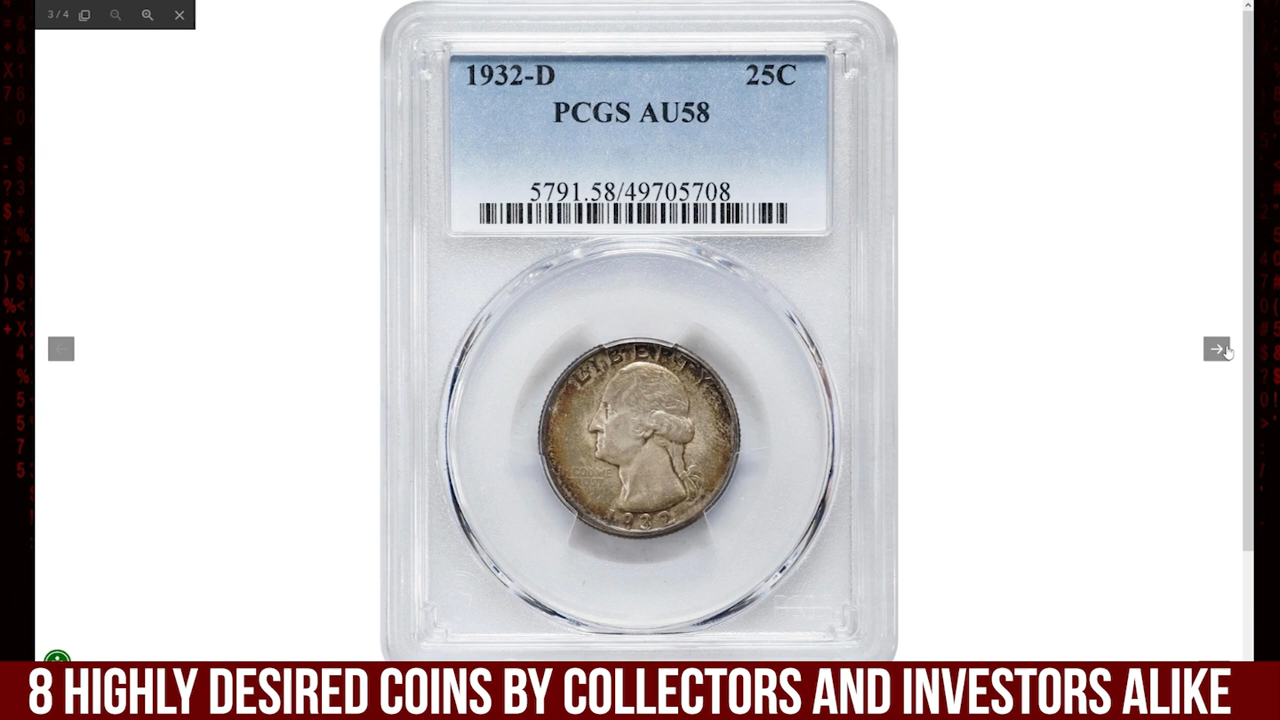 3 / 4
1932-D 25C
PCGS AU58
5791.58/49705708
LIBERTY
1932
8 HIGHLY DESIRED COINS BY COLLECTORS AND INVESTORS ALIKE